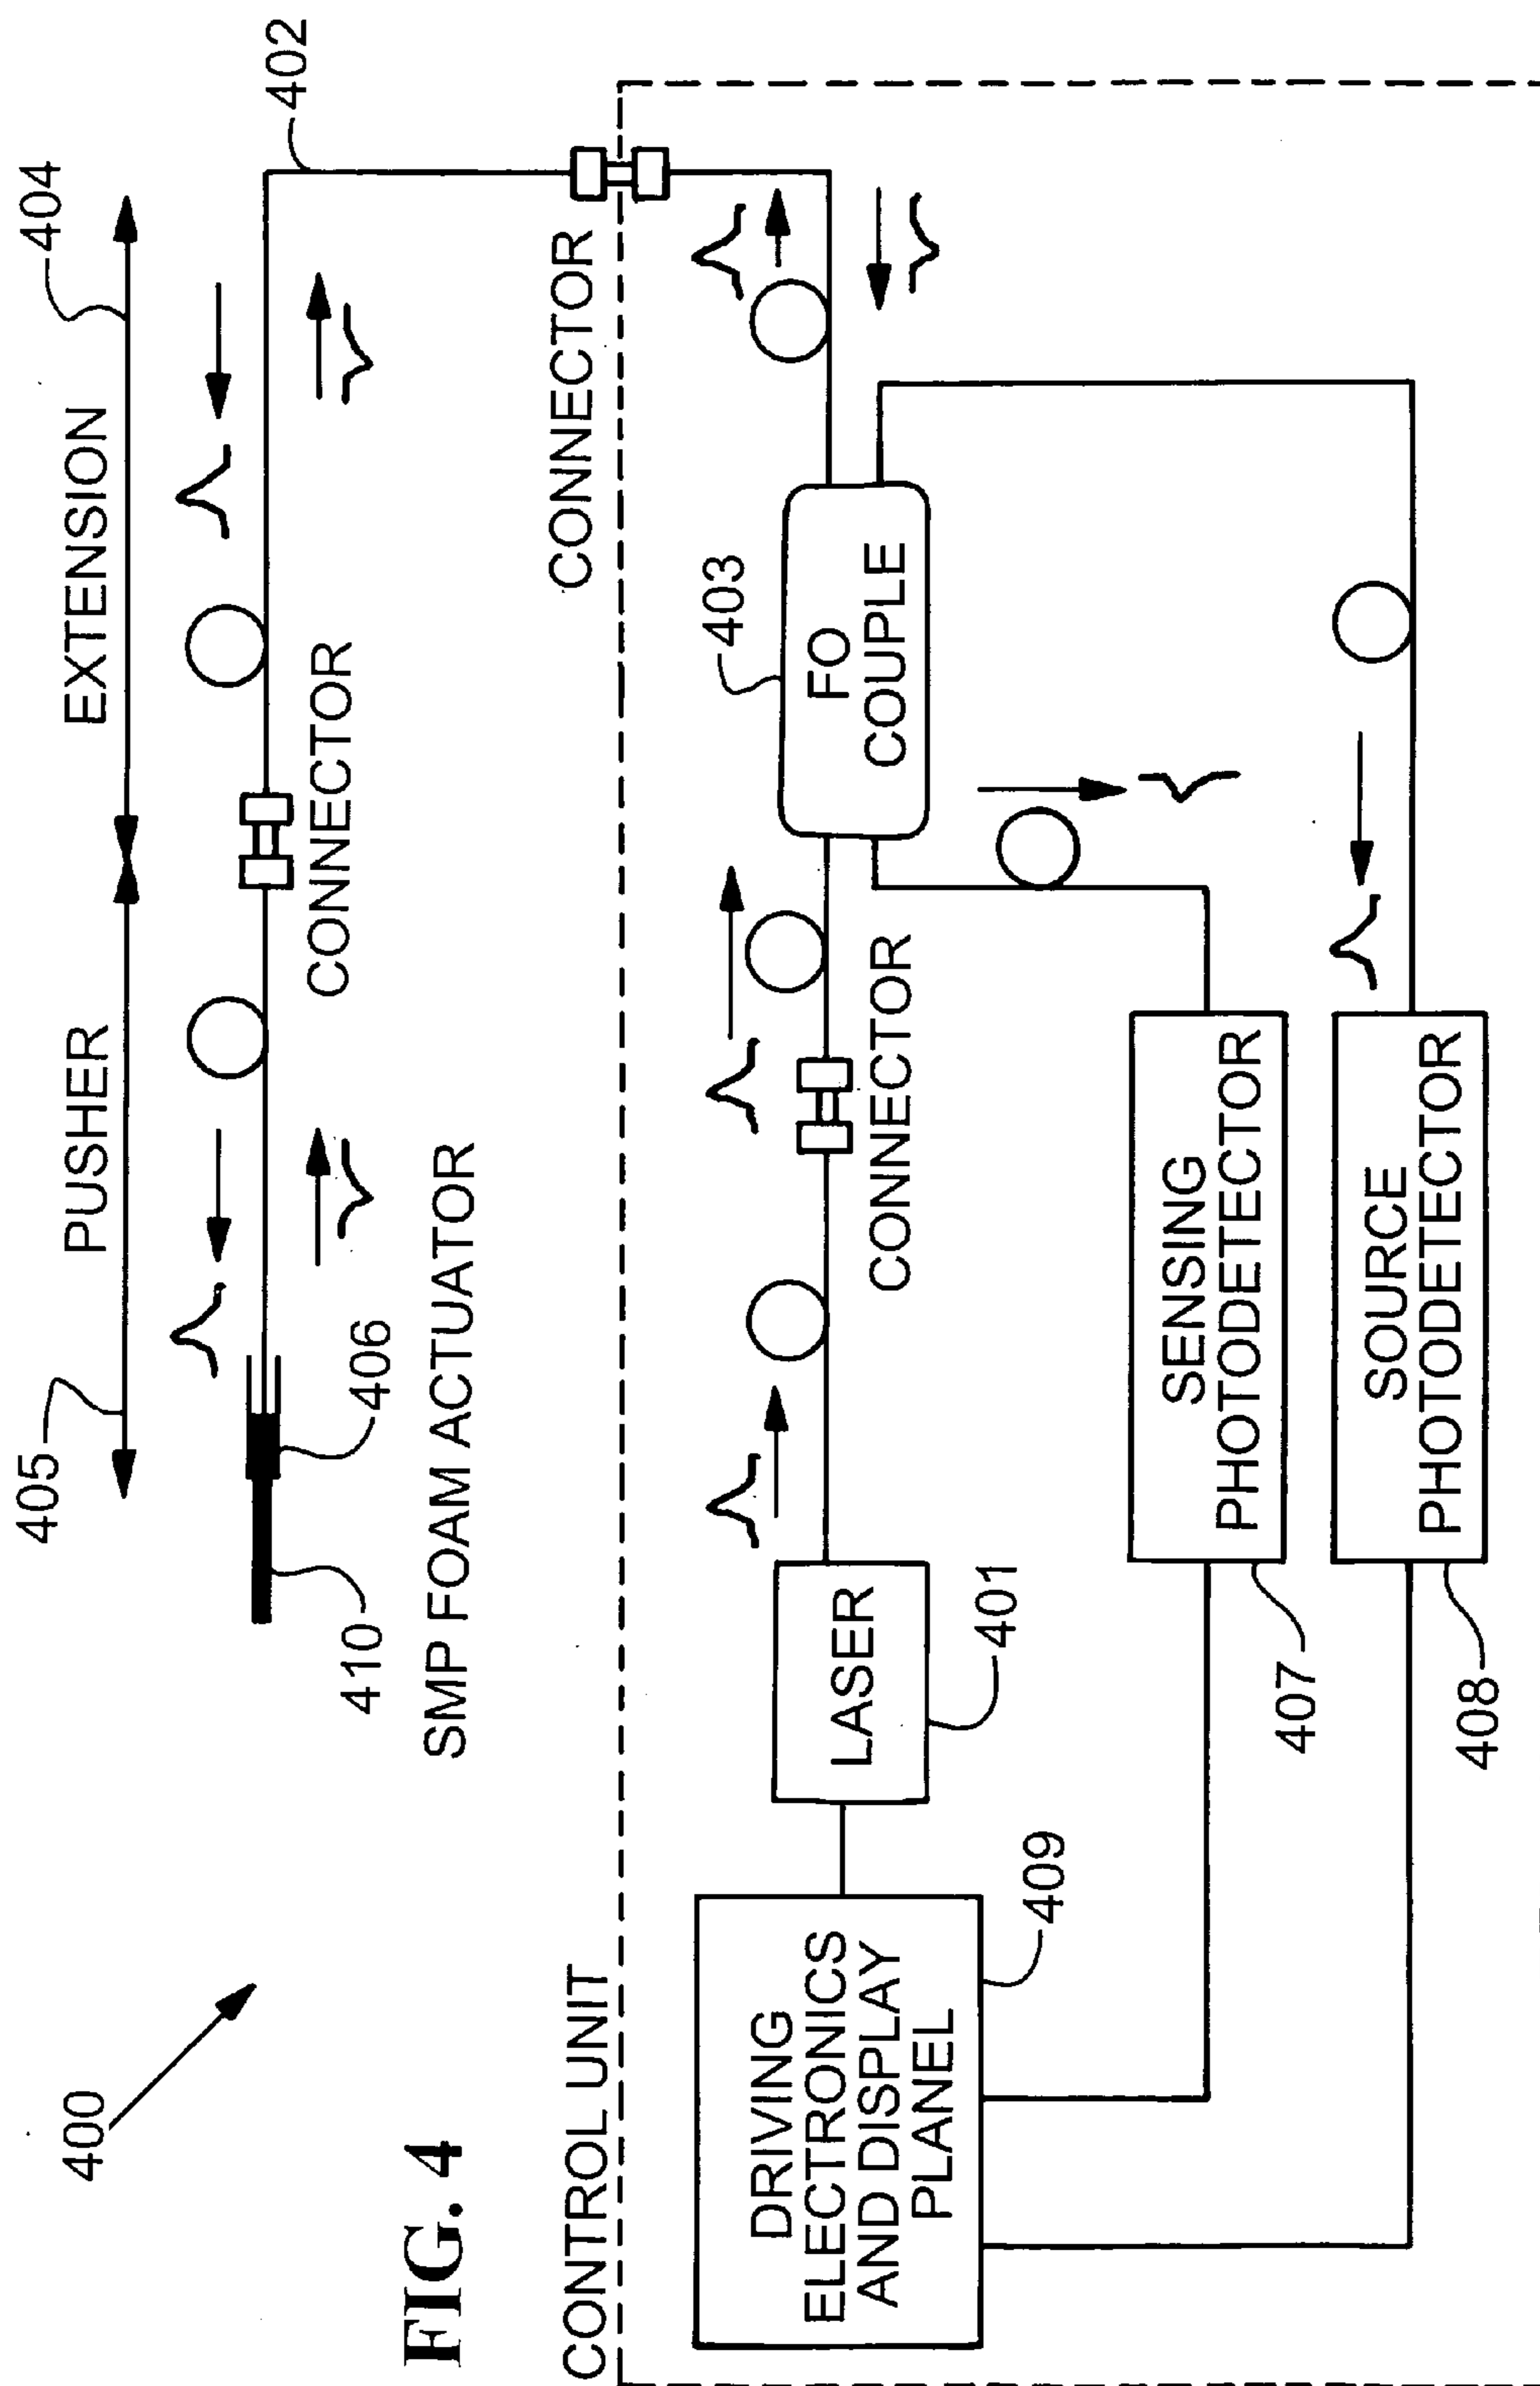 400
405
PUSHER
EXTENSION
404
402
406
410
CONNECTOR
SMP FOAM ACTUATOR
FIG. 4
CONTROL UNIT
CONNECTOR
DRIVING
ELECTRONICS
AND DISPLAY
PLANEL
409
LASER
401
CONNECTOR
403
FO
COUPLE
SENSING
PHOTODETECTOR
407
SOURCE
PHOTODETECTOR
408